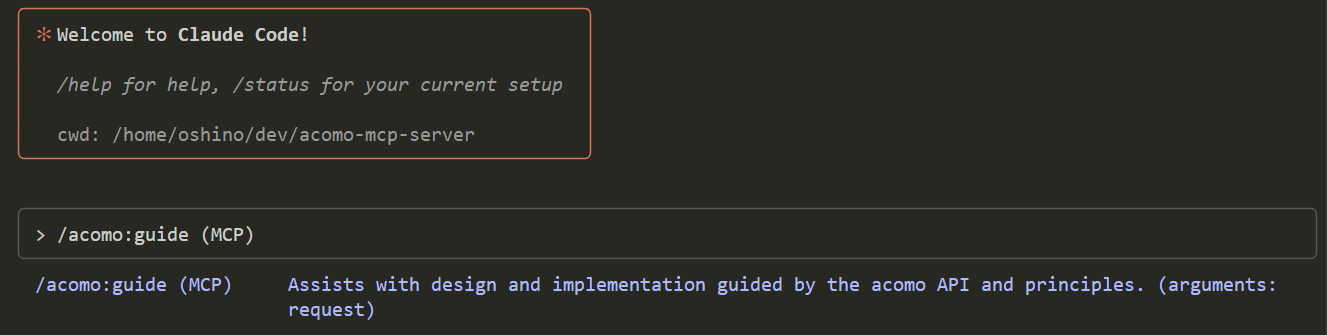 * Welcome to Claude Code!
/help for help, /status for your current setup
cwd: /home/oshino/dev/acomo-mcp-server
> /acomo:guide (MCP)
/acomo:guide (MCP) Assists with design and implementation guided by the acomo API and principles. (arguments:
request)